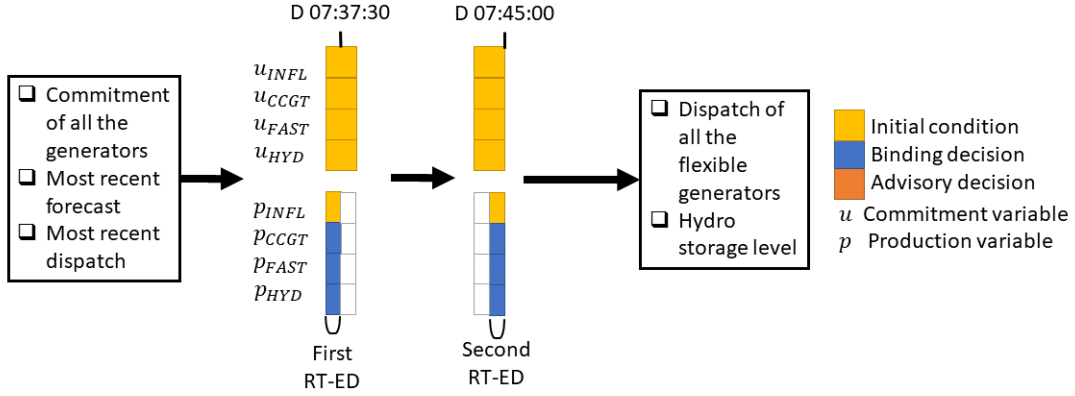 D 07:37:30
D 07:45:00
❑ Commitment
of all the
generators
❑ Most recent
forecast
❑ Most recent
dispatch
u_INFL
u_CCGT
u_FAST
u_HYD
p_INFL
p_CCGT
p_FAST
p_HYD
First
RT-ED
Second
RT-ED
❑ Dispatch of
all the
flexible
generators
❑ Hydro
storage level
Initial condition
Binding decision
Advisory decision
u Commitment variable
p Production variable